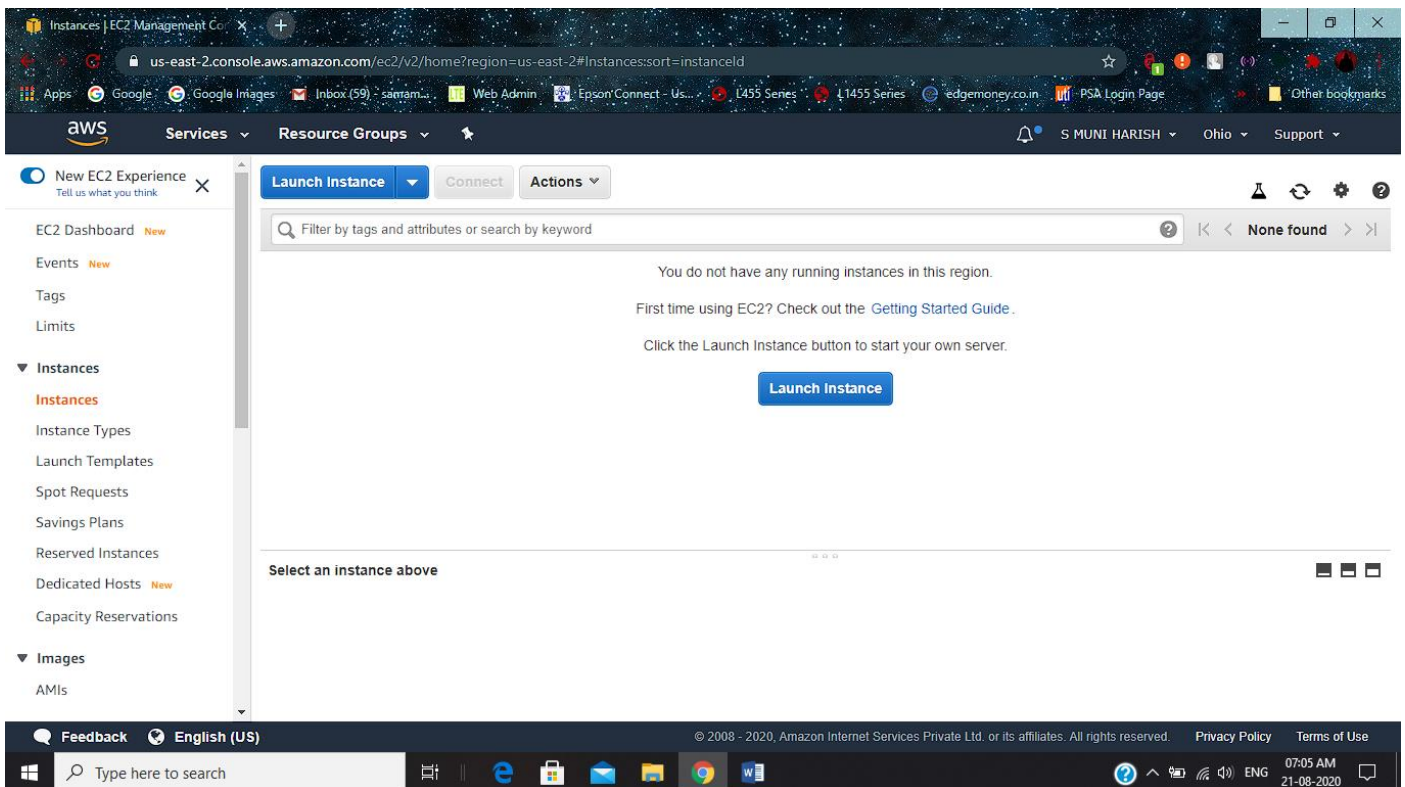 Instances | EC2 Management Con
us-east-2.console.aws.amazon.com/ec2/v2/home?region=us-east-2#Instances:sort=instanceId
Apps Google Google Images Inbox (59) - samram... Web Admin Epson Connect - Us... L455 Series L1455 Series edgemoney.co.in PSA Login Page Other bookmarks
aws Services Resource Groups S MUNI HARISH Ohio Support
New EC2 Experience
Tell us what you think
Launch Instance Connect Actions
EC2 Dashboard New
Filter by tags and attributes or search by keyword None found
Events New
Tags
Limits
Instances
Instances
Instance Types
Launch Templates
Spot Requests
Savings Plans
Reserved Instances
Dedicated Hosts New
Capacity Reservations
Images
AMIs
You do not have any running instances in this region.
First time using EC2? Check out the Getting Started Guide.
Click the Launch Instance button to start your own server.
Launch Instance
Select an instance above
Feedback English (US) © 2008 - 2020, Amazon Internet Services Private Ltd. or its affiliates. All rights reserved. Privacy Policy Terms of Use
Type here to search ENG 07:05 AM
21-08-2020